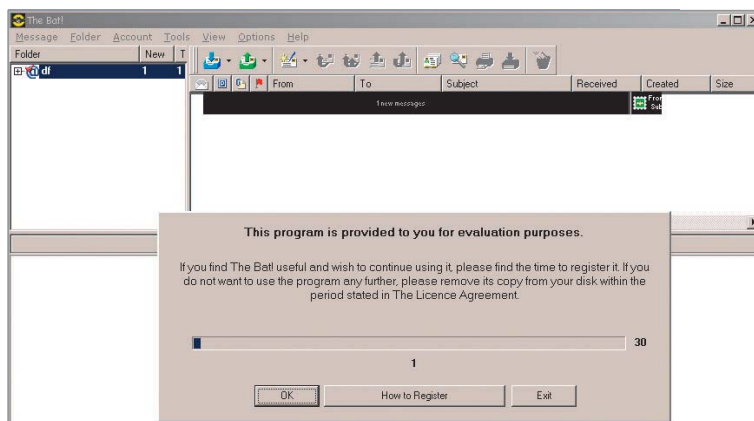 The Bat!
Message Folder Account Tools View Options Help
Folder New T
df 1 1
From To Subject Received Created Size
1 new messages
From
Sub
This program is provided to you for evaluation purposes.
If you find The Bat! useful and wish to continue using it, please find the time to register it. If you
do not want to use the program any further, please remove its copy from your disk within the
period stated in The Licence Agreement.
30
1
OK How to Register Exit